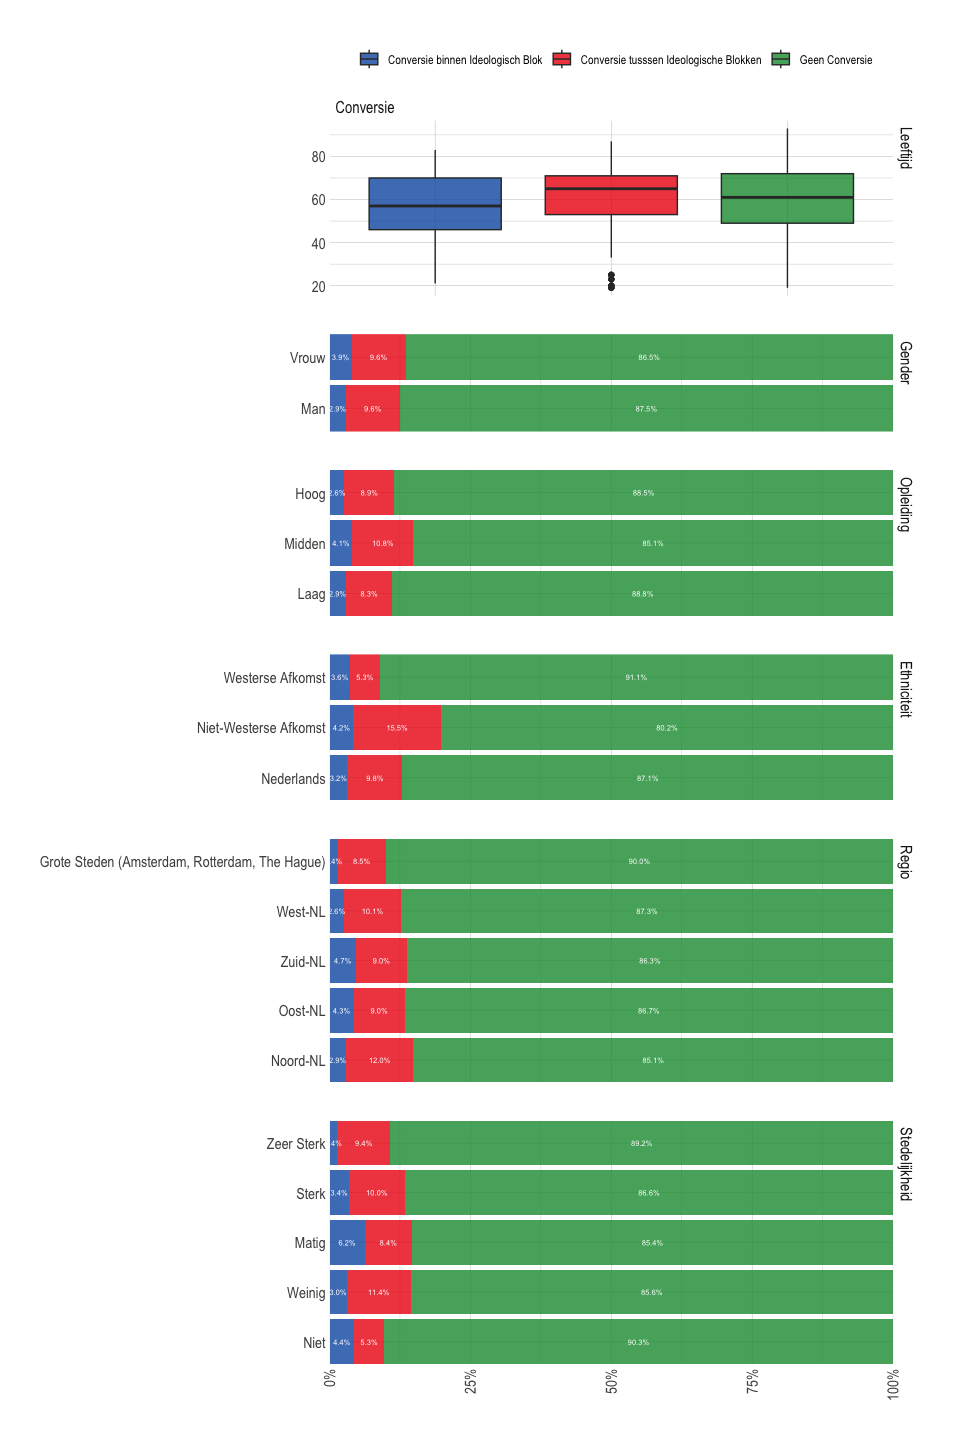 Conversie binnen Ideologisch Blok Conversie tusssen Ideologische Blokken Geen Conversie
Conversie
Leeftijd
80
60
40
20
Gender
Vrouw 3.9% 9.6% 86.5%
Man 2.9% 9.6% 87.5%
Opleiding
Hoog 2.6% 8.9% 88.5%
Midden 4.1% 10.8% 85.1%
Laag 2.9% 8.3% 88.8%
Ethniciteit
Westerse Afkomst 3.6% 5.3% 91.1%
Niet-Westerse Afkomst 4.2% 15.5% 80.2%
Nederlands 3.2% 9.8% 87.1%
Regio
Grote Steden (Amsterdam, Rotterdam, The Hague) .4% 8.5% 90.0%
West-NL 2.6% 10.1% 87.3%
Zuid-NL 4.7% 9.0% 86.3%
Oost-NL 4.3% 9.0% 86.7%
Noord-NL 2.9% 12.0% 85.1%
Stedelijkheid
Zeer Sterk .4% 9.4% 89.2%
Sterk 3.4% 10.0% 86.6%
Matig 6.2% 8.4% 85.4%
Weinig 3.0% 11.4% 85.6%
Niet 4.4% 5.3% 90.3%
0% 25% 50% 75% 100%